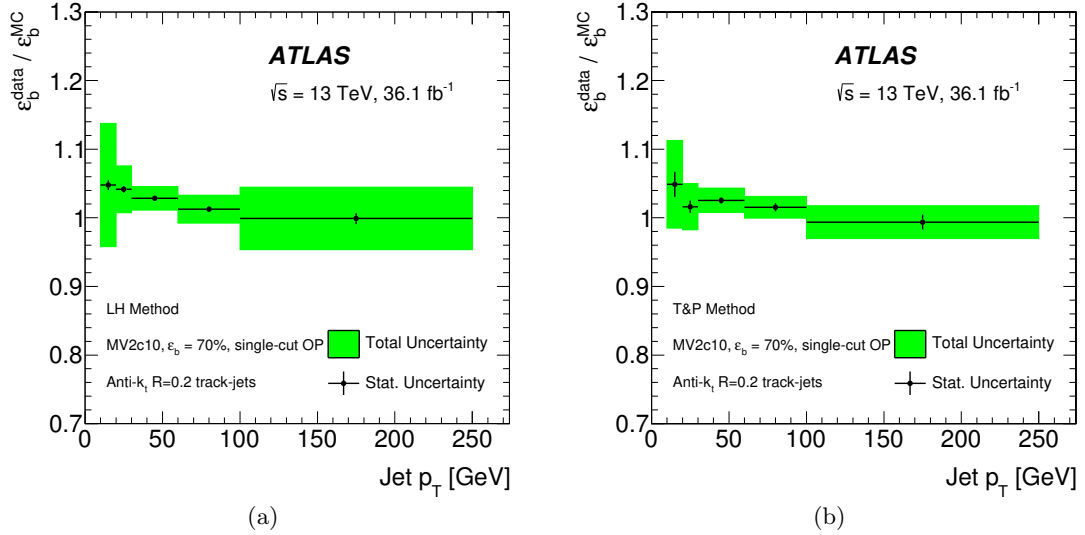 ε_b^data / ε_b^MC
1.3
1.2
1.1
1
0.9
0.8
0.7
ATLAS
√s = 13 TeV, 36.1 fb⁻¹
LH Method
MV2c10, ε_b = 70%, single-cut OP
Anti-k_t R=0.2 track-jets
Total Uncertainty
Stat. Uncertainty
0 50 100 150 200 250
Jet p_T [GeV]
(a)
ε_b^data / ε_b^MC
1.3
1.2
1.1
1
0.9
0.8
0.7
ATLAS
√s = 13 TeV, 36.1 fb⁻¹
T&P Method
MV2c10, ε_b = 70%, single-cut OP
Anti-k_t R=0.2 track-jets
Total Uncertainty
Stat. Uncertainty
0 50 100 150 200 250
Jet p_T [GeV]
(b)